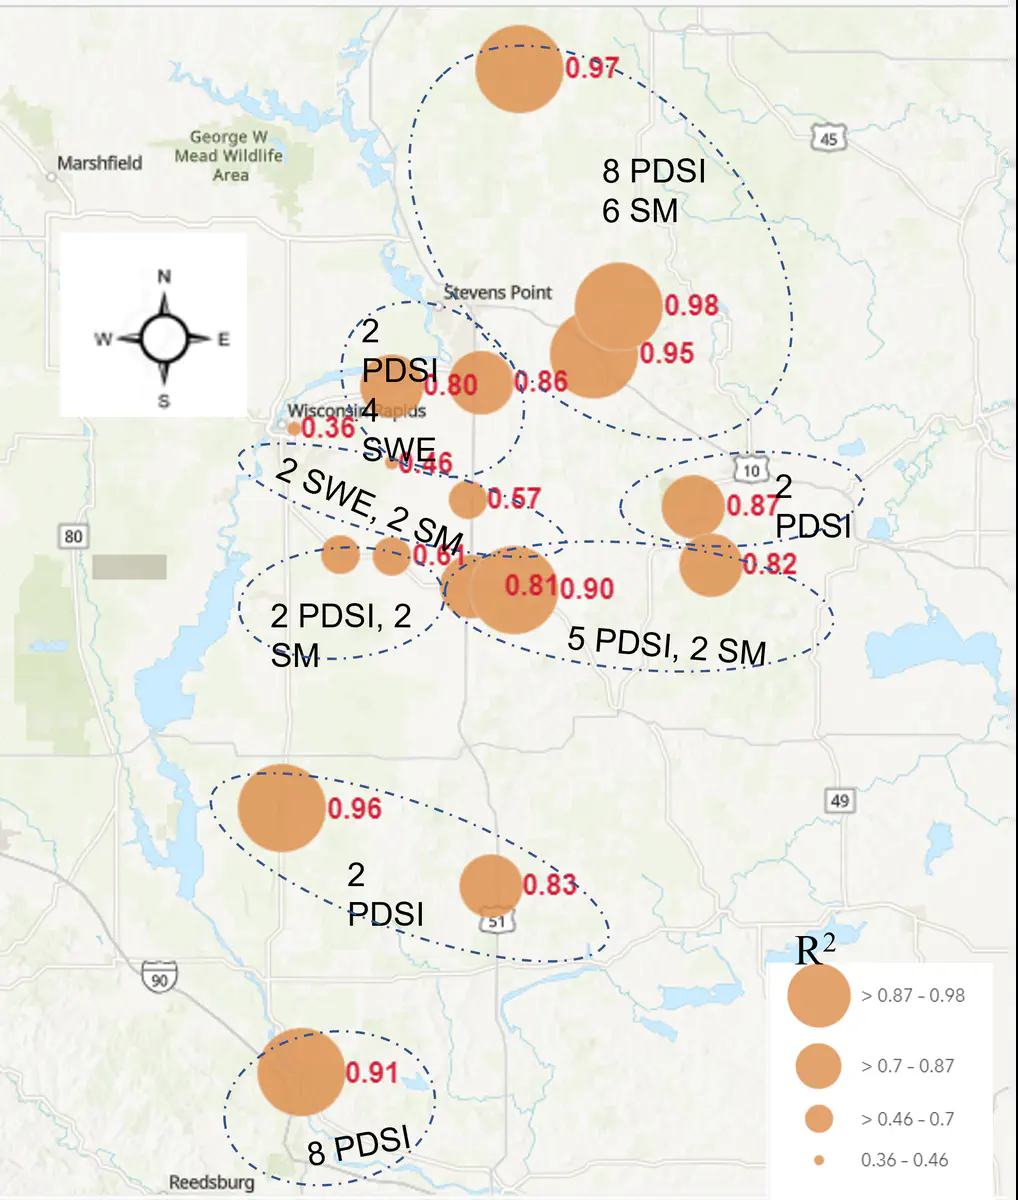 0.97
45
George W
Mead Wildlife
Area
Marshfield
8 PDSI
6 SM
N
W E
S
Stevens Point
0.98
0.95
2
PDSI
0.80
0.86
4
SWE
Wisconsin Rapids
0.36
0.46
10
2
PDSI
0.87
2 SWE, 2 SM
0.57
80
0.61
0.82
0.81
0.90
2 PDSI, 2
SM
5 PDSI, 2 SM
0.96
49
2
PDSI
0.83
51
90
R²
> 0.87 - 0.98
> 0.7 - 0.87
> 0.46 - 0.7
0.36 - 0.46
0.91
8 PDSI
Reedsburg